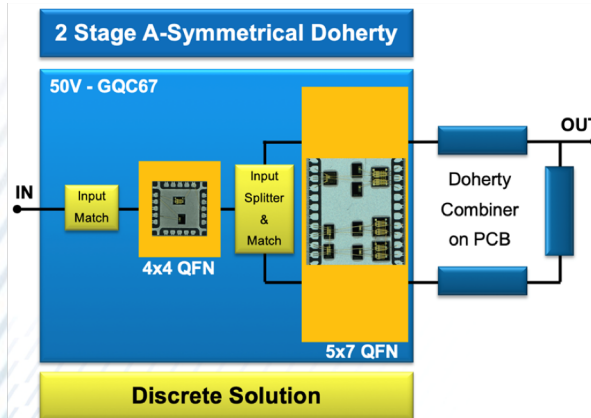 2 Stage A-Symmetrical Doherty
50V - GQC67
IN
Input
Match
4x4 QFN
Input
Splitter
&
Match
5x7 QFN
OUT
Doherty
Combiner
on PCB
Discrete Solution